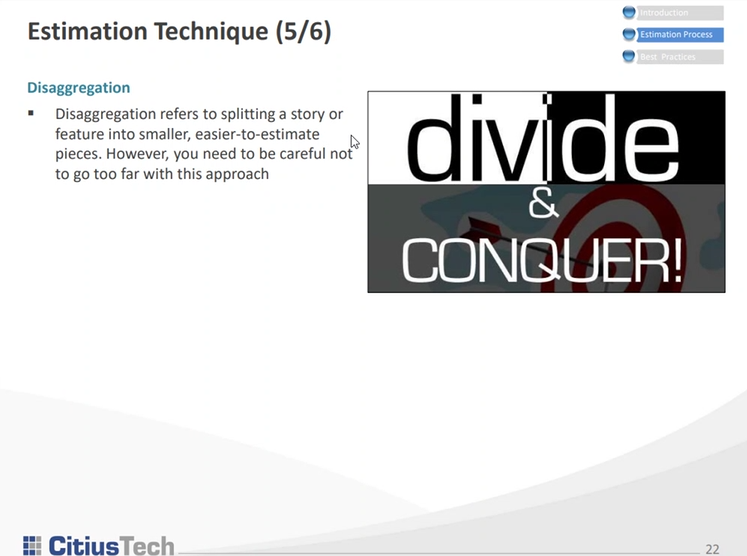 Estimation Technique (5/6)
Introduction
Estimation Process
Best Practices
Disaggregation
▪ Disaggregation refers to splitting a story or
feature into smaller, easier-to-estimate
pieces. However, you need to be careful not
to go too far with this approach
divide
&
CONQUER!
CitiusTech
22